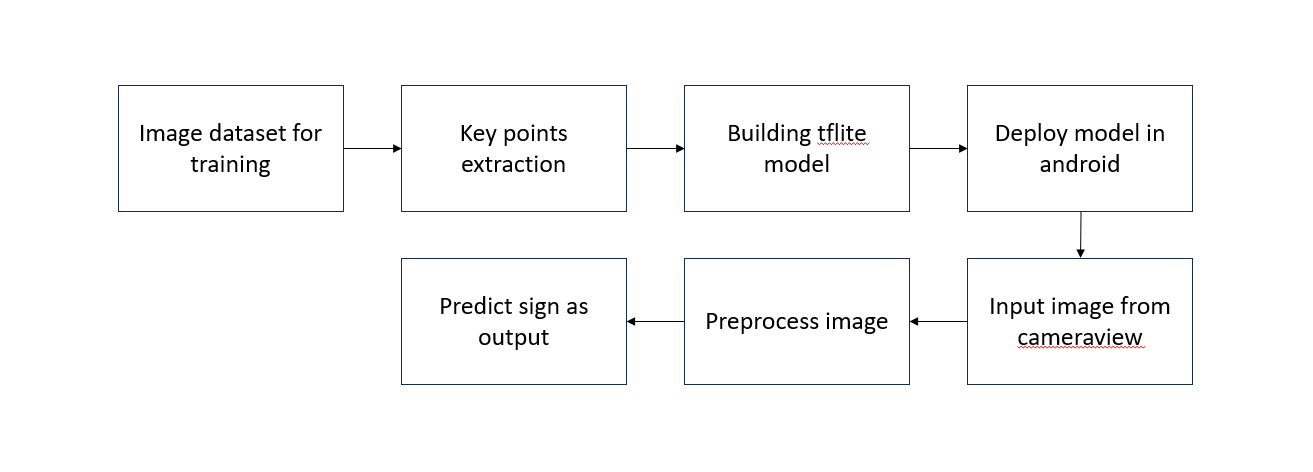 Image dataset for
training
Key points
extraction
Building tflite
model
Deploy model in
android
Input image from
cameraview
Preprocess image
Predict sign as
output